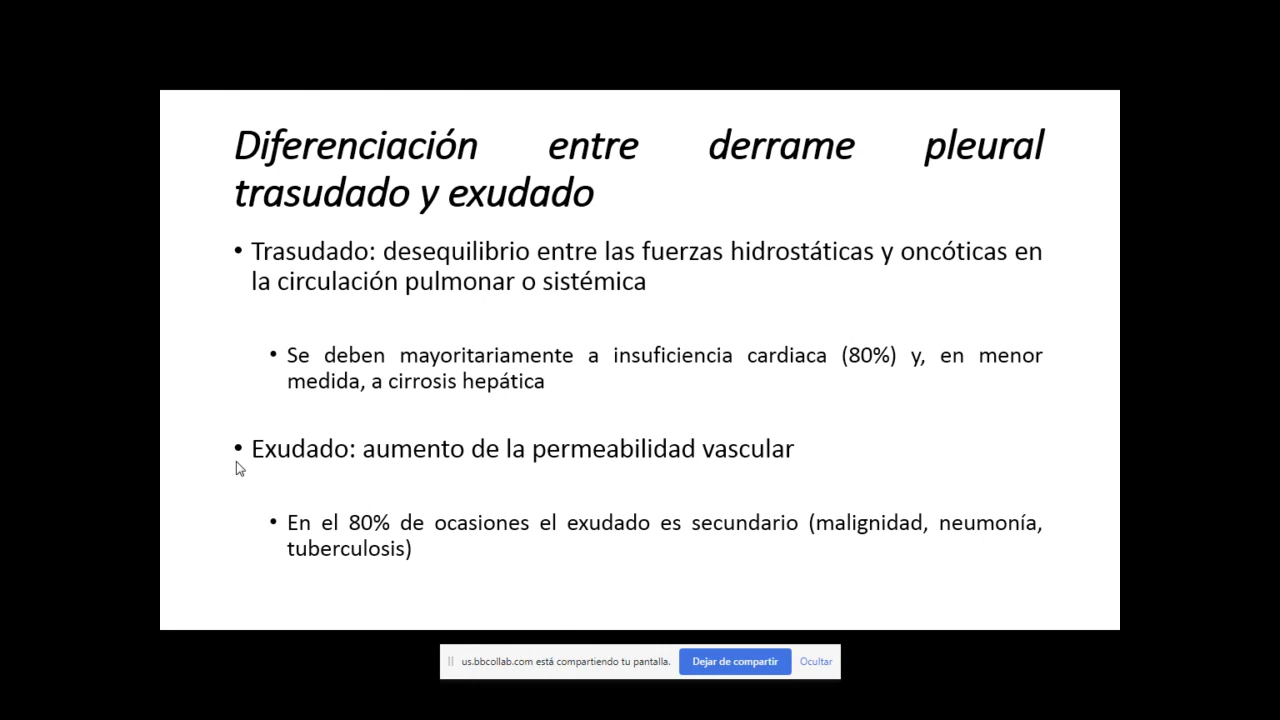 Diferenciación entre derrame pleural
trasudado y exudado
• Trasudado: desequilibrio entre las fuerzas hidrostáticas y oncóticas en
la circulación pulmonar o sistémica
• Se deben mayoritariamente a insuficiencia cardiaca (80%) y, en menor
medida, a cirrosis hepática
• Exudado: aumento de la permeabilidad vascular
• En el 80% de ocasiones el exudado es secundario (malignidad, neumonía,
tuberculosis)
us.bbcollab.com está compartiendo tu pantalla. Dejar de compartir Ocultar